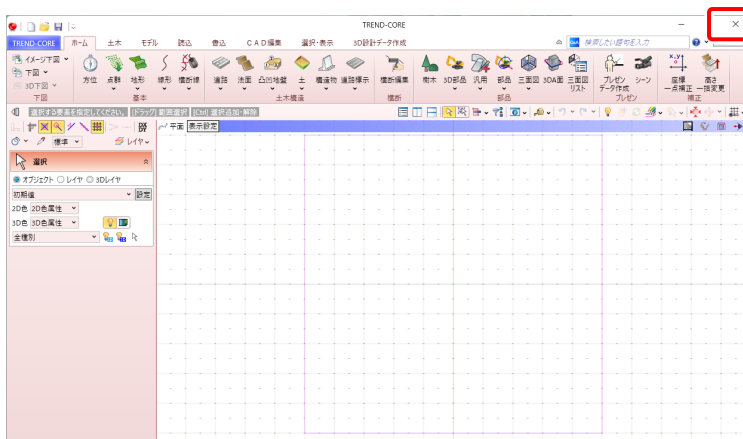 TREND-CORE
TREND-CORE ホーム 土木 モデル 読込 書込 CAD編集 選択・表示 3D設計データ作成 検索したい語句を入力
イメージ下図
下図
3D下図
方位 点群 地形 線形 横断線 道路 法面 凸凹地盤 土 構造物 道路標示 横断編集 樹木 3D部品 汎用 部品 三面図 3DA面 三面図リスト プレゼンデータ作成 シーン 座標一点補正 高さ一括変更
下図 基本 土木構造 横断 部品 プレゼン 補正
選択する要素を指定してください。 [ドラッグ] 範囲選択 [Ctrl] 選択追加・解除
平面 表示設定
標準 レイヤ
選択
オブジェクト レイヤ 3Dレイヤ
初期値 設定
2D色 2D色属性
3D色 3D色属性
全種別